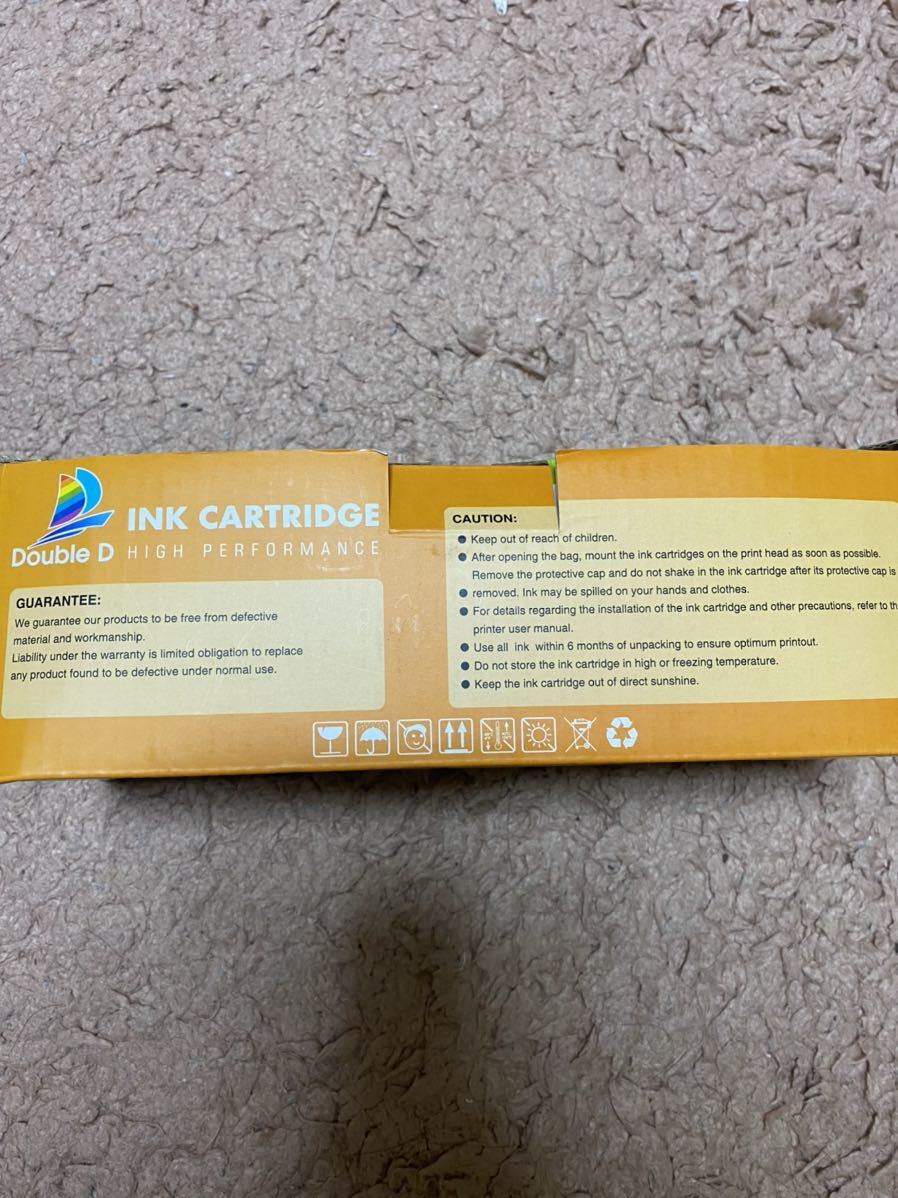 Double D
INK CARTRIDGE
HIGH PERFORMANCE
GUARANTEE:
We guarantee our products to be free from defective
material and workmanship.
Liability under the warranty is limited obligation to replace
any product found to be defective under normal use.
CAUTION:
● Keep out of reach of children.
● After opening the bag, mount the ink cartridges on the print head as soon as possible.
Remove the protective cap and do not shake in the ink cartridge after its protective cap is
● removed. Ink may be spilled on your hands and clothes.
● For details regarding the installation of the ink cartridge and other precautions, refer to th
printer user manual.
● Use all ink within 6 months of unpacking to ensure optimum printout.
● Do not store the ink cartridge in high or freezing temperature.
● Keep the ink cartridge out of direct sunshine.